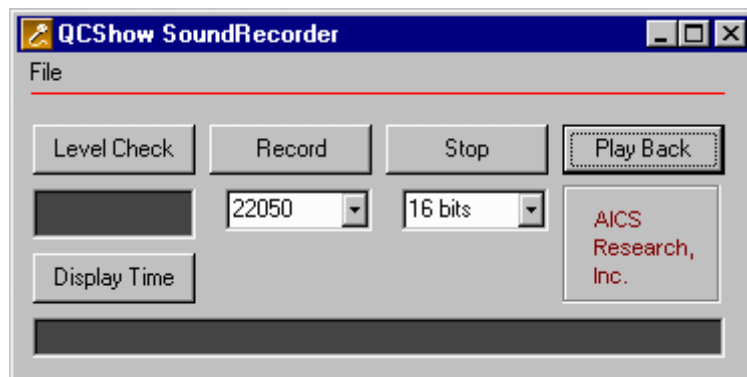 QCShow SoundRecorder
File
Level Check
Record
Stop
Play Back
22050
16 bits
AICS
Research,
Inc.
Display Time